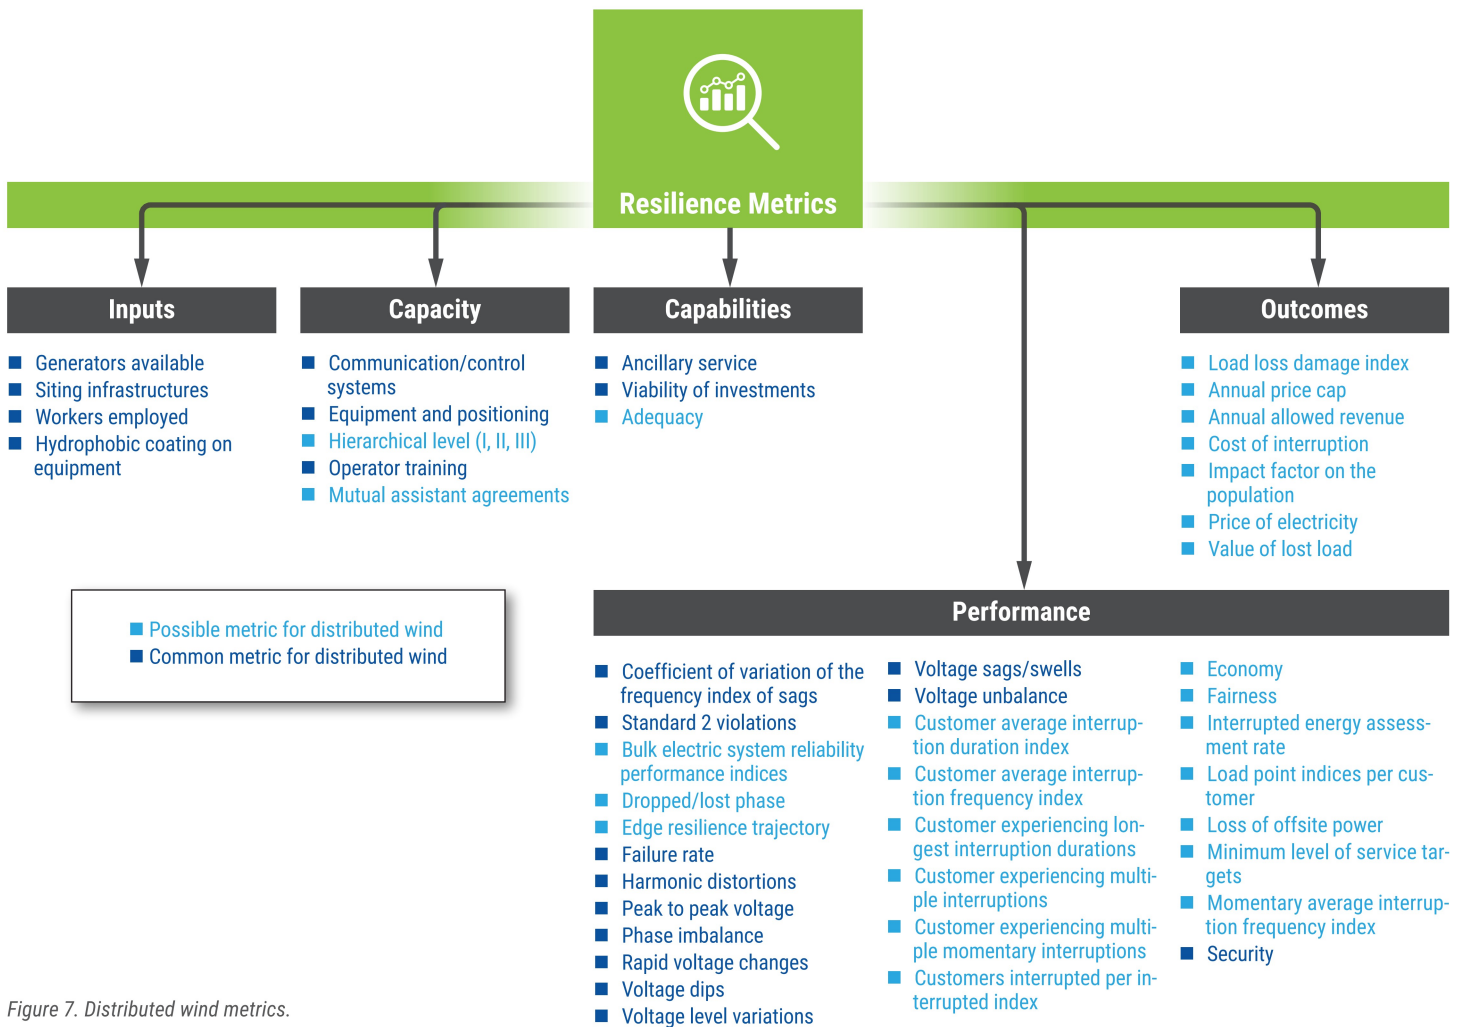 Resilience Metrics
Inputs
Generators available
Siting infrastructures
Workers employed
Hydrophobic coating on
equipment
Capacity
Communication/control
systems
Equipment and positioning
Hierarchical level (I, II, III)
Operator training
Mutual assistant agreements
Capabilities
Ancillary service
Viability of investments
Adequacy
Outcomes
Load loss damage index
Annual price cap
Annual allowed revenue
Cost of interruption
Impact factor on the
population
Price of electricity
Value of lost load
Possible metric for distributed wind
Common metric for distributed wind
Performance
Coefficient of variation of the
frequency index of sags
Standard 2 violations
Bulk electric system reliability
performance indices
Dropped/lost phase
Edge resilience trajectory
Failure rate
Harmonic distortions
Peak to peak voltage
Phase imbalance
Rapid voltage changes
Voltage dips
Voltage level variations
Voltage sags/swells
Voltage unbalance
Customer average interrup-
tion duration index
Customer average interrup-
tion frequency index
Customer experiencing lon-
gest interruption durations
Customer experiencing multi-
ple interruptions
Customer experiencing multi-
ple momentary interruptions
Customers interrupted per in-
terrupted index
Economy
Fairness
Interrupted energy assess-
ment rate
Load point indices per cus-
tomer
Loss of offsite power
Minimum level of service tar-
gets
Momentary average interrup-
tion frequency index
Security
Figure 7. Distributed wind metrics.